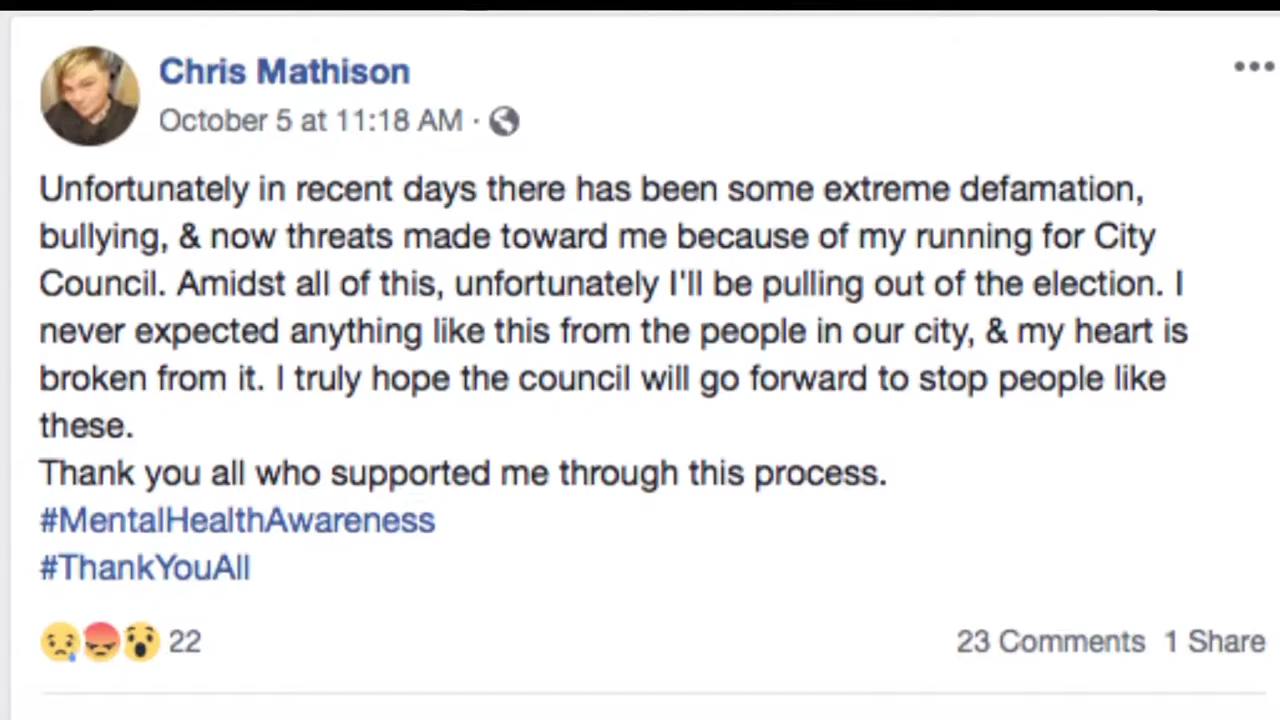 Chris Mathison
October 5 at 11:18 AM ·
Unfortunately in recent days there has been some extreme defamation,
bullying, & now threats made toward me because of my running for City
Council. Amidst all of this, unfortunately I'll be pulling out of the election. I
never expected anything like this from the people in our city, & my heart is
broken from it. I truly hope the council will go forward to stop people like
these.
Thank you all who supported me through this process.
#MentalHealthAwareness
#ThankYouAll
22 23 Comments 1 Share